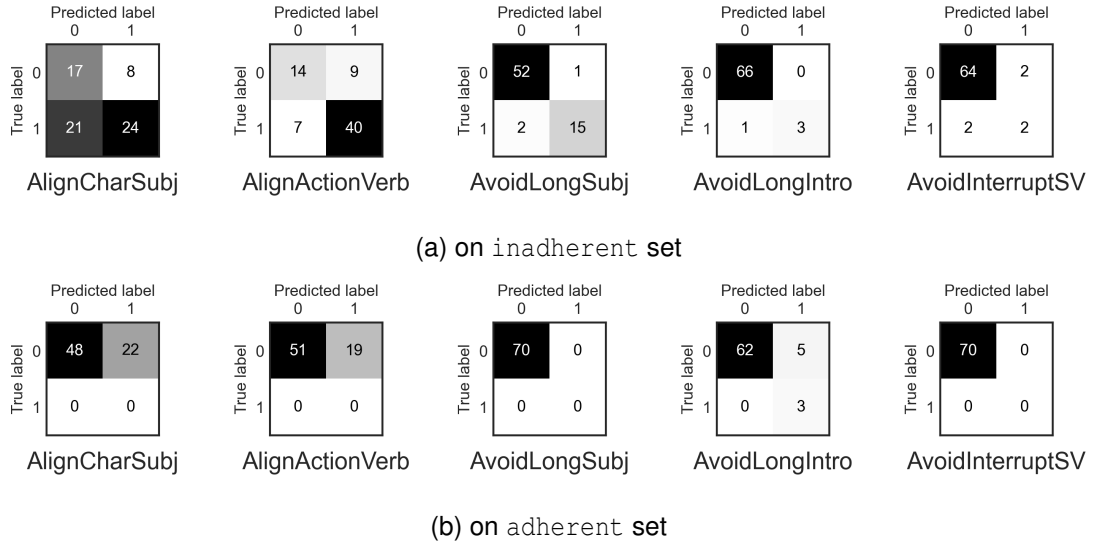 Predicted label Predicted label Predicted label Predicted label Predicted label
0 1 0 1 0 1 0 1 0 1
True label 0 17 8 True label 0 14 9 True label 0 52 1 True label 0 66 0 True label 0 64 2
1 21 24 1 7 40 1 2 15 1 1 3 1 2 2
AlignCharSubj AlignActionVerb AvoidLongSubj AvoidLongIntro AvoidInterruptSV
(a) on inadherent set
Predicted label Predicted label Predicted label Predicted label Predicted label
0 1 0 1 0 1 0 1 0 1
True label 0 48 22 True label 0 51 19 True label 0 70 0 True label 0 62 5 True label 0 70 0
1 0 0 1 0 0 1 0 0 1 0 3 1 0 0
AlignCharSubj AlignActionVerb AvoidLongSubj AvoidLongIntro AvoidInterruptSV
(b) on adherent set